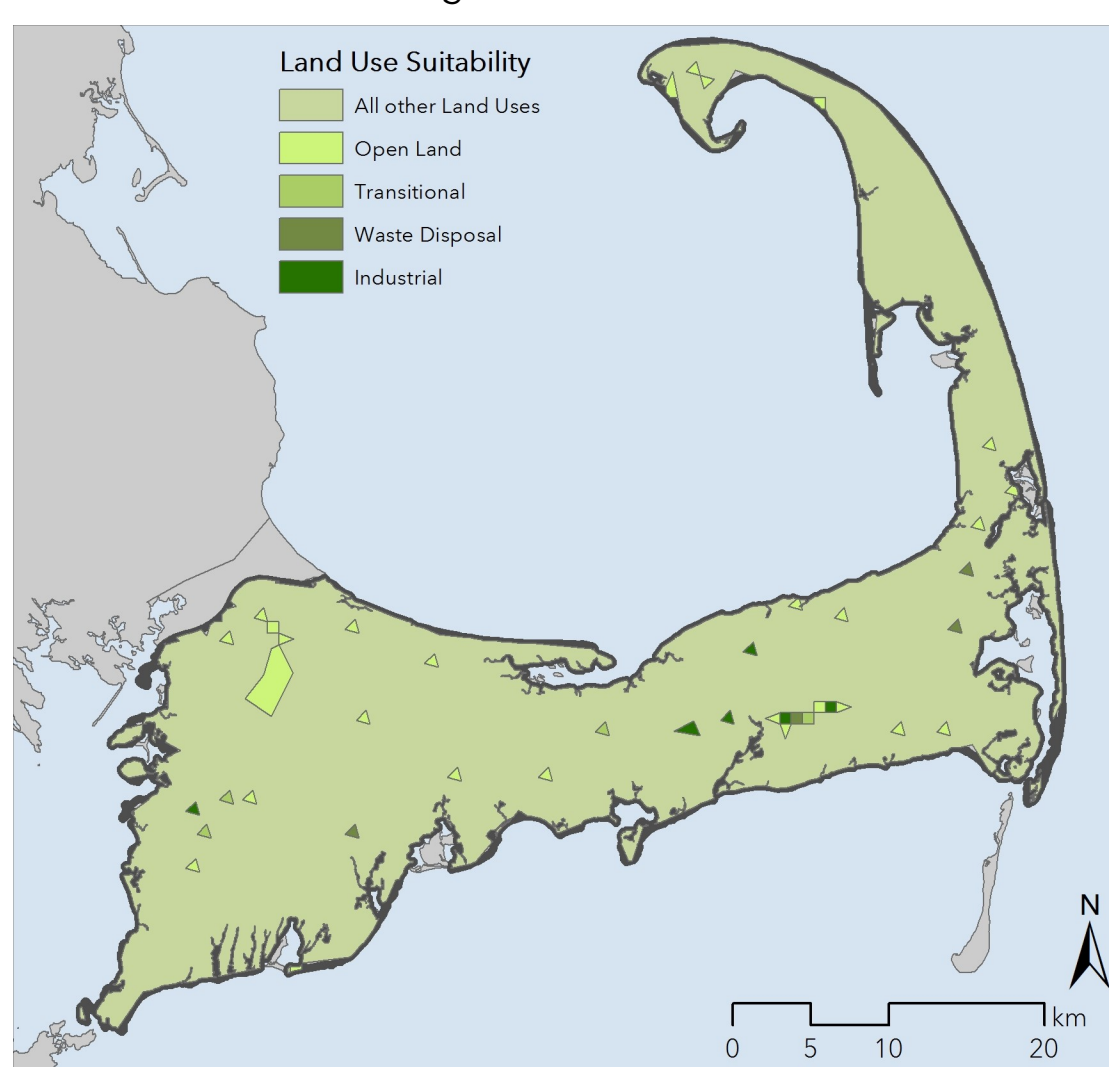 Land Use Suitability
All other Land Uses
Open Land
Transitional
Waste Disposal
Industrial
N
km
0 5 10 20